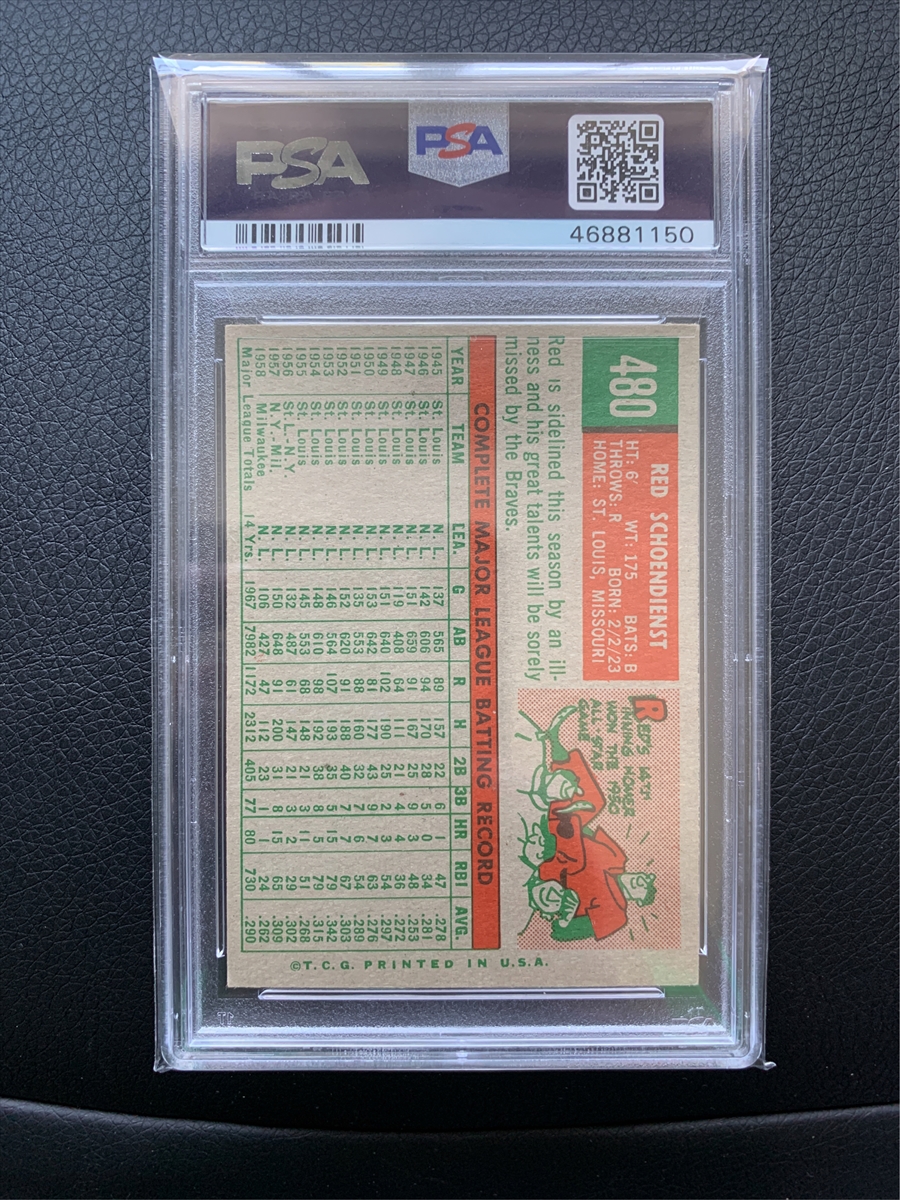 PSA
PSA
46881150
480
RED SCHOENDIENST
HT: 6' WT: 175 BATS: B
THROWS: R BORN: 2/2/23
HOME: ST. LOUIS, MISSOURI
Red is sidelined this season by an ill-
ness and his great talents will be sorely
missed by the Braves.
RED'S 14TH
INNING HOMER
WON THE 1950
ALL STAR
GAME
COMPLETE MAJOR LEAGUE BATTING RECORD
YEAR TEAM LEA. G AB R H 2B 3B HR RBI AVG.
1945 St. Louis N. L. 137 565 89 157 22 6 1 47 .278
1946 St. Louis N. L. 142 606 94 170 28 5 0 34 .281
1947 St. Louis N. L. 151 659 91 167 25 9 3 48 .253
1948 St. Louis N. L. 119 408 64 111 21 4 4 36 .272
1949 St. Louis N. L. 151 640 102 190 25 2 3 54 .297
1950 St. Louis N. L. 153 642 81 177 43 9 7 63 .276
1951 St. Louis N. L. 135 553 88 160 32 7 6 54 .289
1952 St. Louis N. L. 152 620 91 188 40 7 7 67 .303
1953 St. Louis N. L. 146 564 107 193 35 5 15 79 .342
1954 St. Louis N. L. 148 610 98 192 38 8 5 79 .315
1955 St. Louis N. L. 145 553 68 148 21 3 11 51 .268
1956 St. L.-N.Y. N. L. 132 487 61 147 21 3 2 29 .302
1957 N.Y.-Mil. N. L. 150 648 91 200 31 8 15 65 .309
1958 Milwaukee N. L. 106 427 47 112 23 1 1 24 .262
Major League Totals 14 Yrs. 1967 7982 1172 2312 405 77 80 730 .290
©T.C.G. PRINTED IN U.S.A.